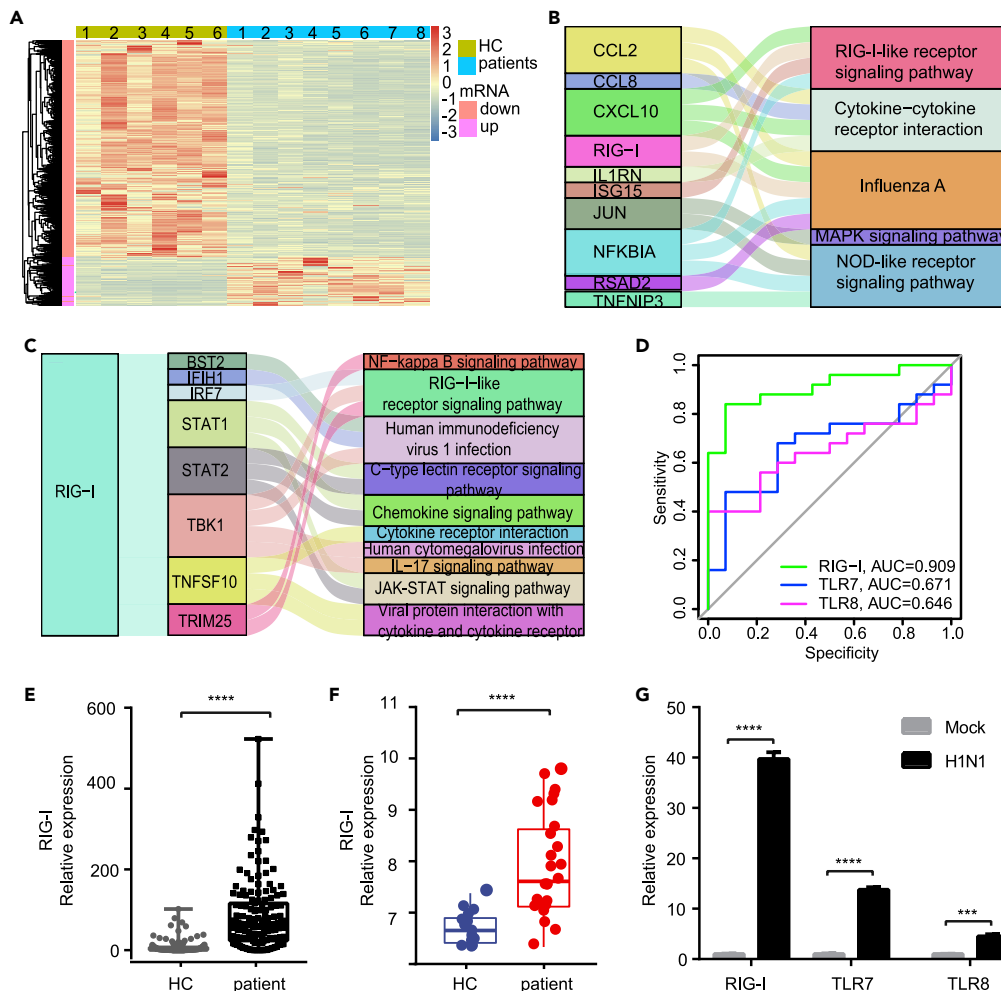 A
1 2 3 4 5 6 1 2 3 4 5 6 7 8
3
2
1
0
-1
-2
-3
HC
patients
mRNA
down
up
B
CCL2
CCL8
CXCL10
RIG-I
IL1RN
ISG15
JUN
NFKBIA
RSAD2
TNFNIP3
RIG-I-like receptor
signaling pathway
Cytokine-cytokine
receptor interaction
Influenza A
MAPK signaling pathway
NOD-like receptor
signaling pathway
C
RIG-I
BST2
IFIH1
IRF7
STAT1
STAT2
TBK1
TNFSF10
TRIM25
NF-kappa B signaling pathway
RIG-I-like
receptor signaling pathway
Human immunodeficiency
virus 1 infection
C-type lectin receptor signaling
pathway
Chemokine signaling pathway
Cytokine receptor interaction
Human cytomegalovirus infection
IL-17 signaling pathway
JAK-STAT signaling pathway
Viral protein interaction with
cytokine and cytokine receptor
D
Sensitivity
1.0
0.8
0.6
0.4
0.2
0.0
RIG-I, AUC=0.909
TLR7, AUC=0.671
TLR8, AUC=0.646
0.0 0.2 0.4 0.6 0.8 1.0
Specificity
E
RIG-I
Relative expression
600
400
200
0
****
HC patient
F
RIG-I
Relative expression
11
10
9
8
7
****
HC patient
G
Relative expression
50
40
30
20
10
0
****
****
***
Mock
H1N1
RIG-I TLR7 TLR8